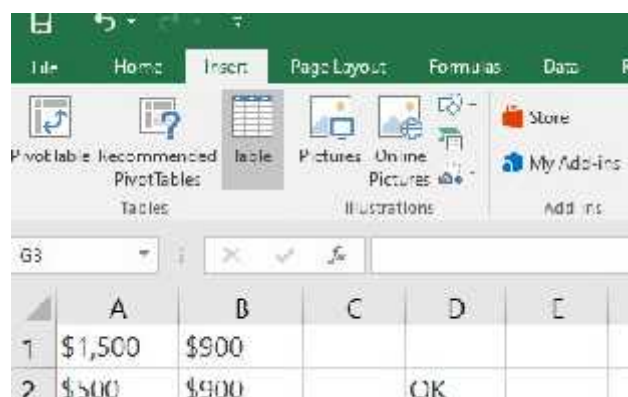 File Home Insert Page Layout Formulas Data
PivotTable Recommended PivotTables Table Pictures Online Pictures Store
My Add-ins
Tables Illustrations Add-ins
G3 fx
A B C D E
1 $1,500 $900
2 $500 $900 OK